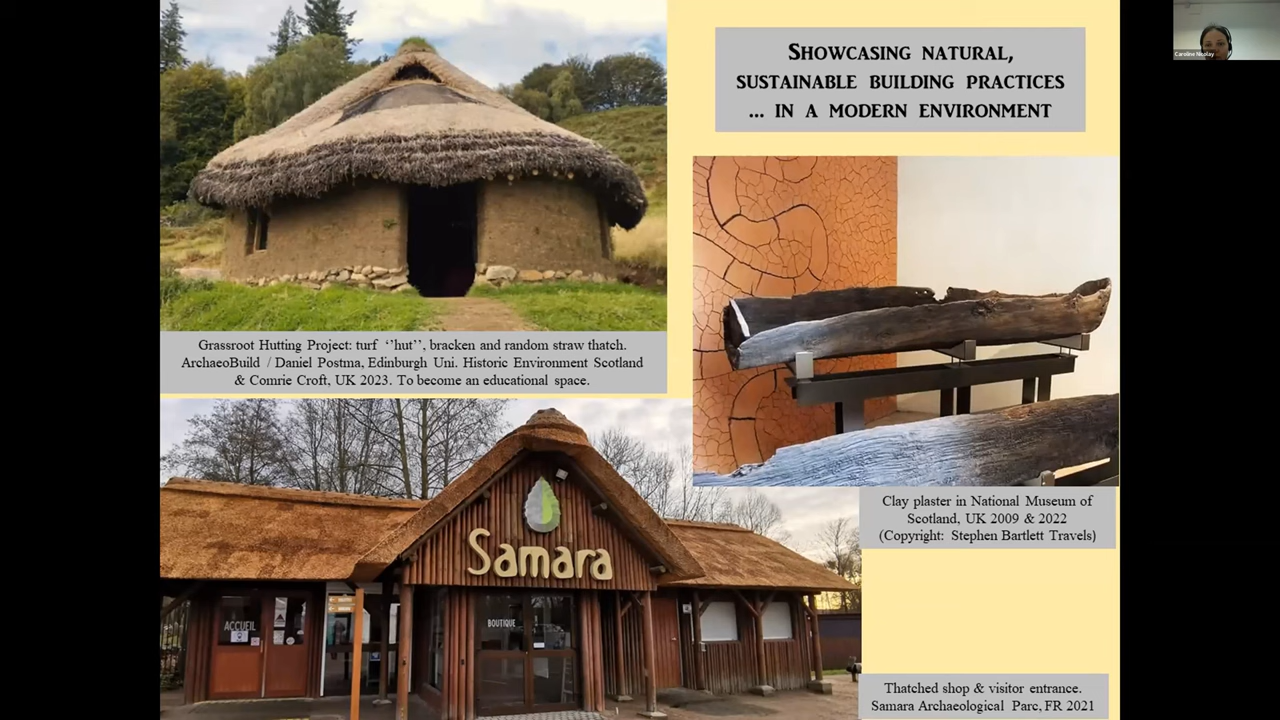 SHOWCASING NATURAL,
SUSTAINABLE BUILDING PRACTICES
... IN A MODERN ENVIRONMENT
Caroline Nicolay
Grassroot Hutting Project: turf ‘’hut’’, bracken and random straw thatch.
ArchaeoBuild / Daniel Postma, Edinburgh Uni. Historic Environment Scotland
& Comrie Croft, UK 2023. To become an educational space.
Clay plaster in National Museum of
Scotland, UK 2009 & 2022
(Copyright: Stephen Bartlett Travels)
Samara
ACCUEIL
BOUTIQUE
Thatched shop & visitor entrance.
Samara Archaeological Parc, FR 2021